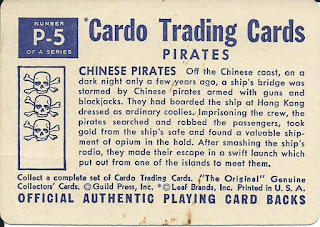 NUMBER
P-5
OF A SERIES
*Cardo Trading Cards
PIRATES
CHINESE PIRATES Off the Chinese coast, on a
dark night only a few years ago, a ship's bridge was
stormed by Chinese pirates armed with guns and
blackjacks. They had boarded the ship at Hong Kong
dressed as ordinary coolies. Imprisoning the crew, the
pirates searched and robbed the passengers, took
gold from the ship's safe and found a valuable ship-
ment of opium in the hold. After smashing the ship's
radio, they made their escape in a swift launch which
put out from one of the islands to meet them.
Collect a complete set of Cardo Trading Cards. "The Original" Genuine
Collectors' Cards. ©Guild Press, Inc. *©Leaf Brands, Inc. Printed in U. S. A.
OFFICIAL AUTHENTIC PLAYING CARD BACKS